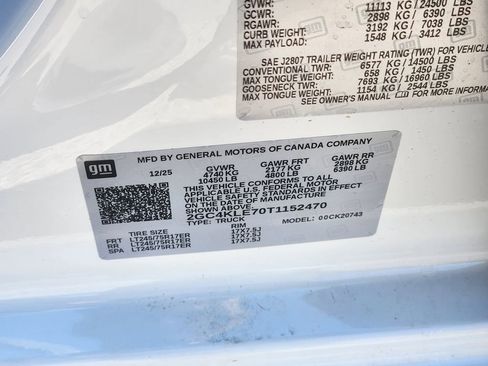 GVWR: 11113 KG / 24500 LBS
GCWR: 2898 KG / 6390 LBS
RGAWR: 3192 KG / 7038 LBS
CURB WEIGHT: 1548 KG / 3412 LBS
MAX PAYLOAD:
SAE J2807 TRAILER WEIGHT RATING (TWR) FOR VEHICLE
CONVENTIONAL TWR: 6577 KG / 14500 LBS
MAX TONGUE WEIGHT: 658 KG / 1450 LBS
GOOSENECK TWR: 7693 KG / 16960 LBS
MAX TONGUE WEIGHT: 1154 KG / 2544 LBS
SEE OWNER'S MANUAL FOR MORE INFORM
gm
MFD BY GENERAL MOTORS OF CANADA COMPANY
12/25 GVWR GAWR FRT GAWR RR
4740 KG 2177 KG 2898 KG
10450 LB 4800 LB 6390 LB
THIS VEHICLE CONFORMS TO ALL
APPLICABLE U.S. FEDERAL MOTOR
VEHICLE SAFETY STANDARDS IN EFFECT
ON THE DATE OF MANUFACTURE
2GC4KLE70T1152470
TYPE: TRUCK MODEL: 00CK20743
TIRE SIZE RIM
FRT LT245/75R17ER 17X7.5J
RR LT245/75R17ER 17X7.5J
SPA LT245/75R17ER 17X7.5J